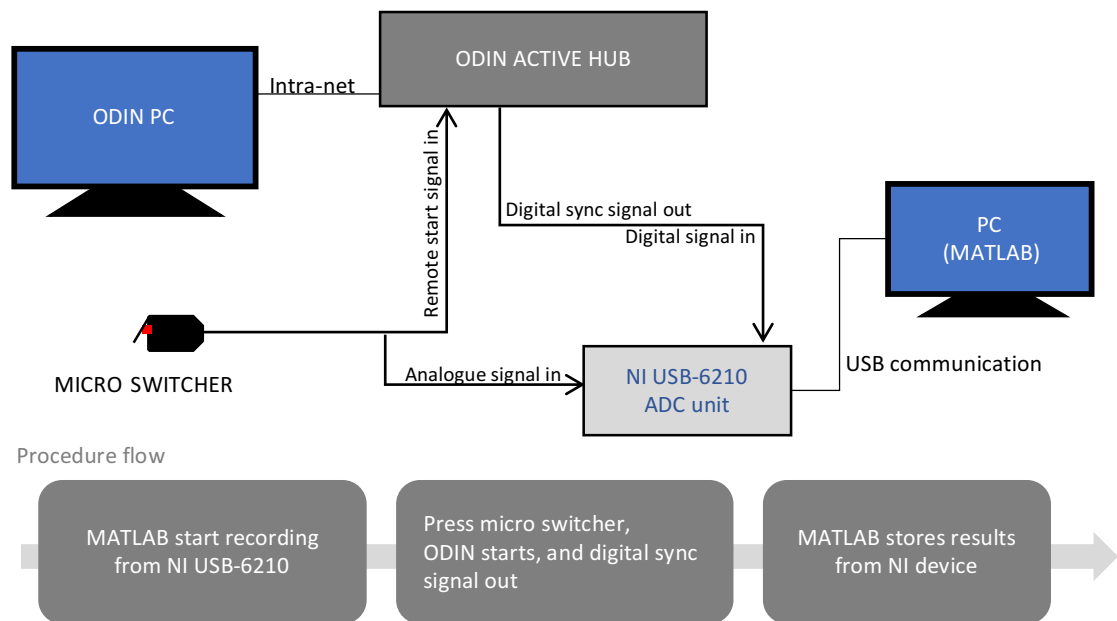 ODIN ACTIVE HUB
Intra-net
ODIN PC
Remote start signal in
Digital sync signal out
Digital signal in
PC
(MATLAB)
MICRO SWITCHER
Analogue signal in
NI USB-6210
ADC unit
USB communication
Procedure flow
MATLAB start recording
from NI USB-6210
Press micro switcher,
ODIN starts, and digital sync
signal out
MATLAB stores results
from NI device